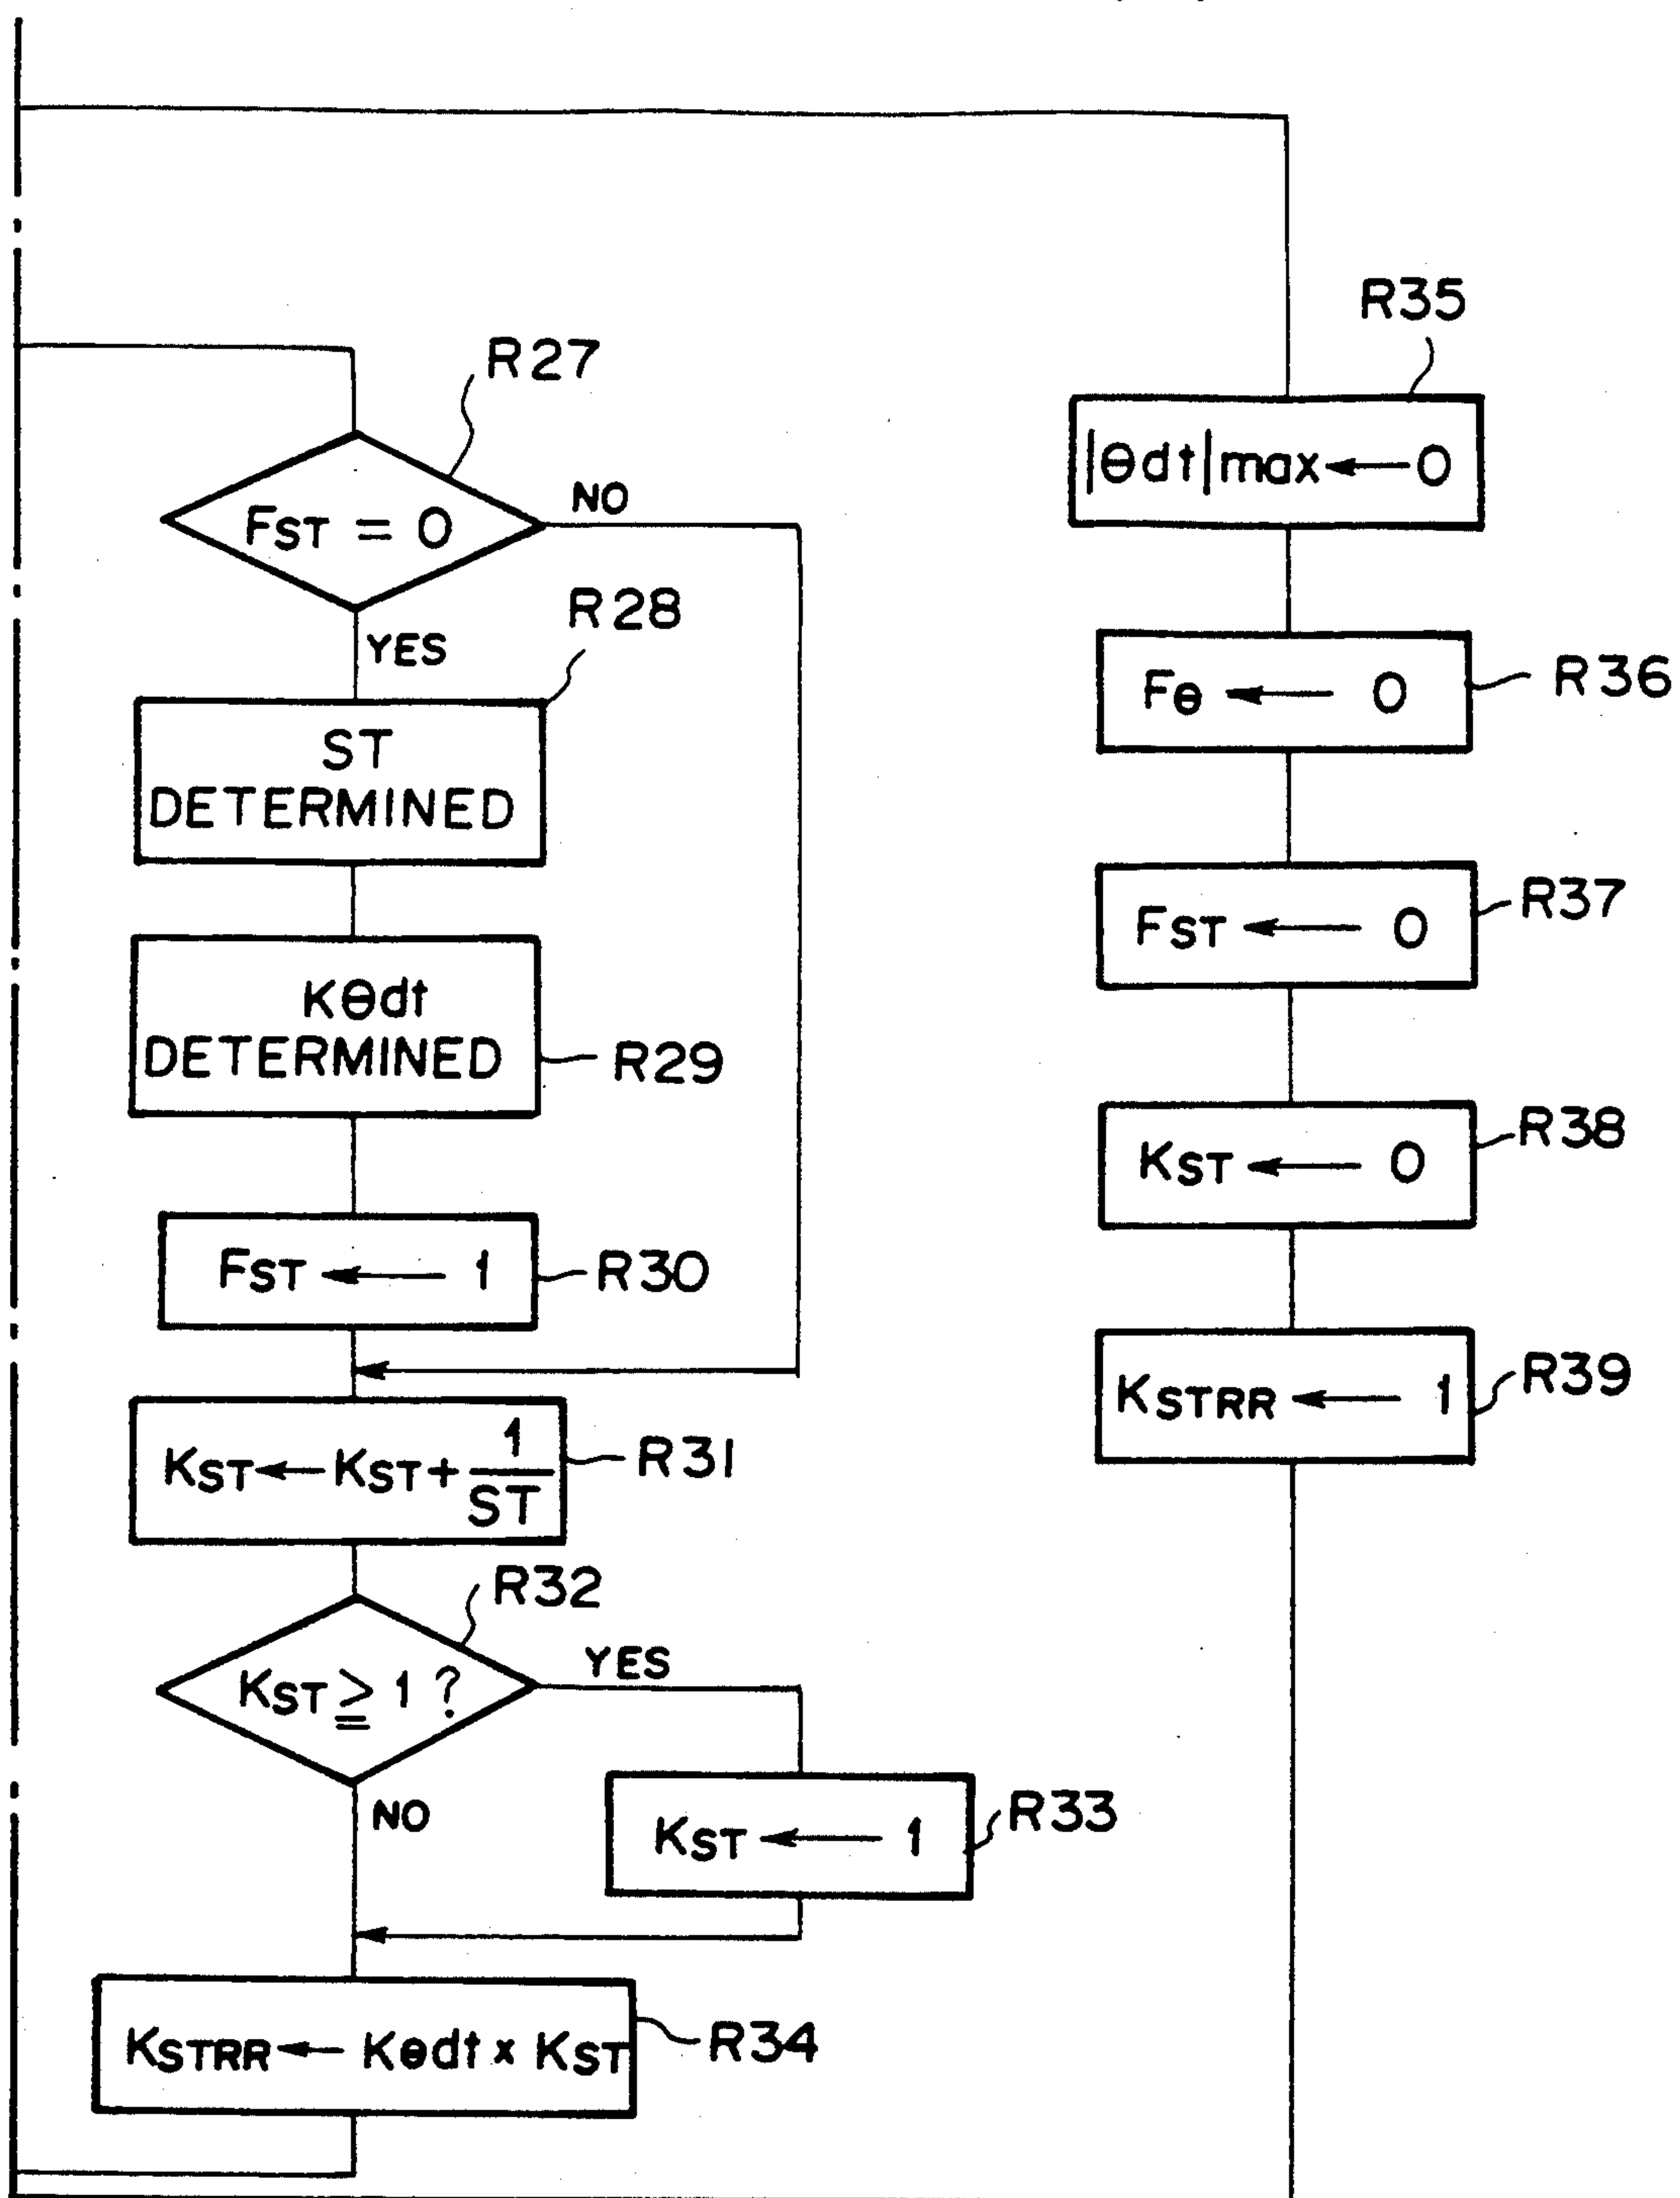 R27
FST = 0
NO
YES
R28
ST
DETERMINED
KΘdt
DETERMINED
R29
FST ← 1
R30
KST ← KST + 1/ST
R31
R32
KST ≧ 1 ?
YES
NO
KST ← 1
R33
KSTRR ← Kθdt x KST
R34
R35
|θdt|max ← 0
Fθ ← 0
R36
FST ← 0
R37
KST ← 0
R38
KSTRR ← 1
R39